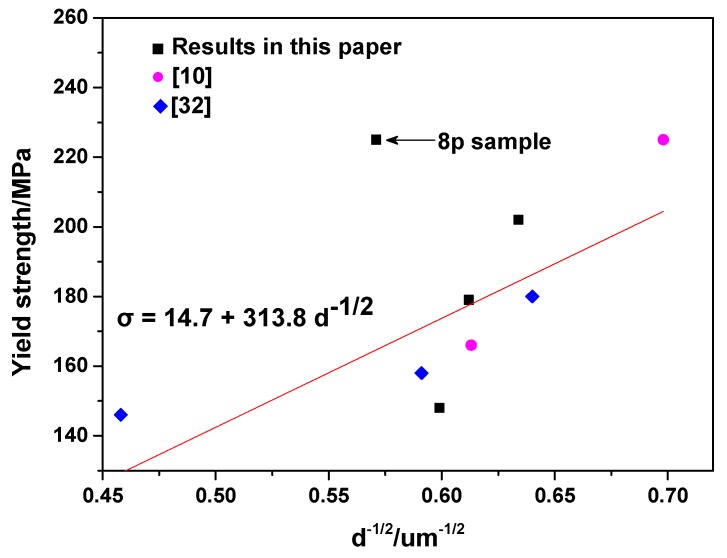 260
240
220
200
180
160
140
Yield strength/MPa
Results in this paper
[10]
[32]
8p sample
σ = 14.7 + 313.8 d-1/2
0.45 0.50 0.55 0.60 0.65 0.70
d-1/2/um-1/2